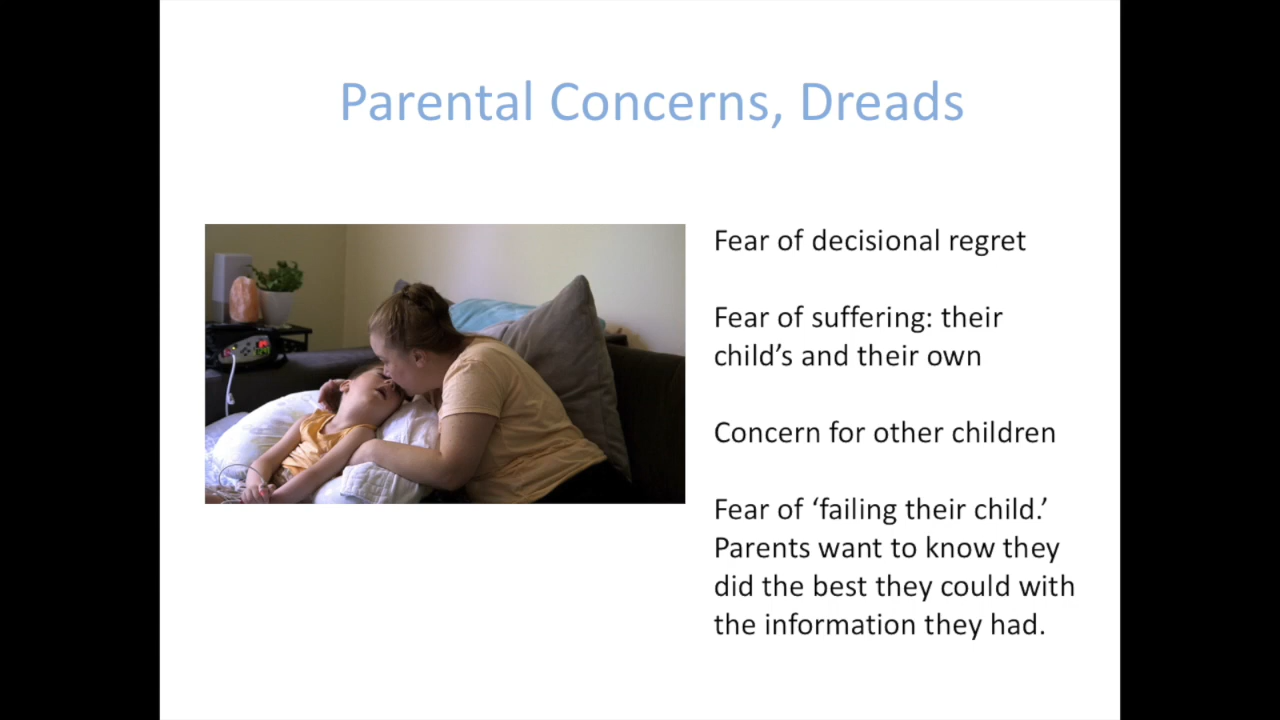 Parental Concerns, Dreads
Fear of decisional regret
Fear of suffering: their
child’s and their own
Concern for other children
Fear of ‘failing their child.’
Parents want to know they
did the best they could with
the information they had.